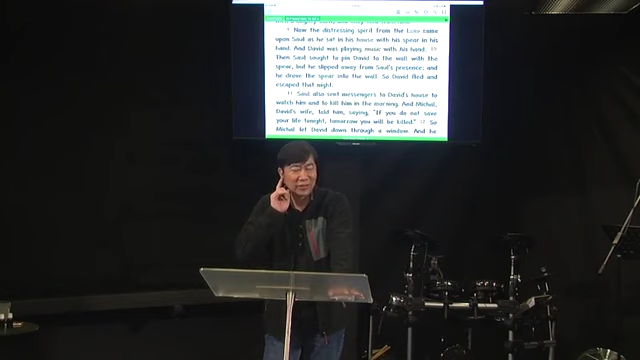 9 Now the distressing spirit from the LORD came
upon Saul as he sat in his house with his spear in his
hand. And David was playing music with his hand. 10
Then Saul sought to pin David to the wall with the
spear, but he slipped away from Saul's presence; and
he drove the spear into the wall. So David fled and
escaped that night.
11 Saul also sent messengers to David's house to
watch him and to kill him in the morning. And Michal,
David's wife, told him, saying, "If you do not save
your life tonight, tomorrow you will be killed." 12 So
Michal let David down through a window. And he